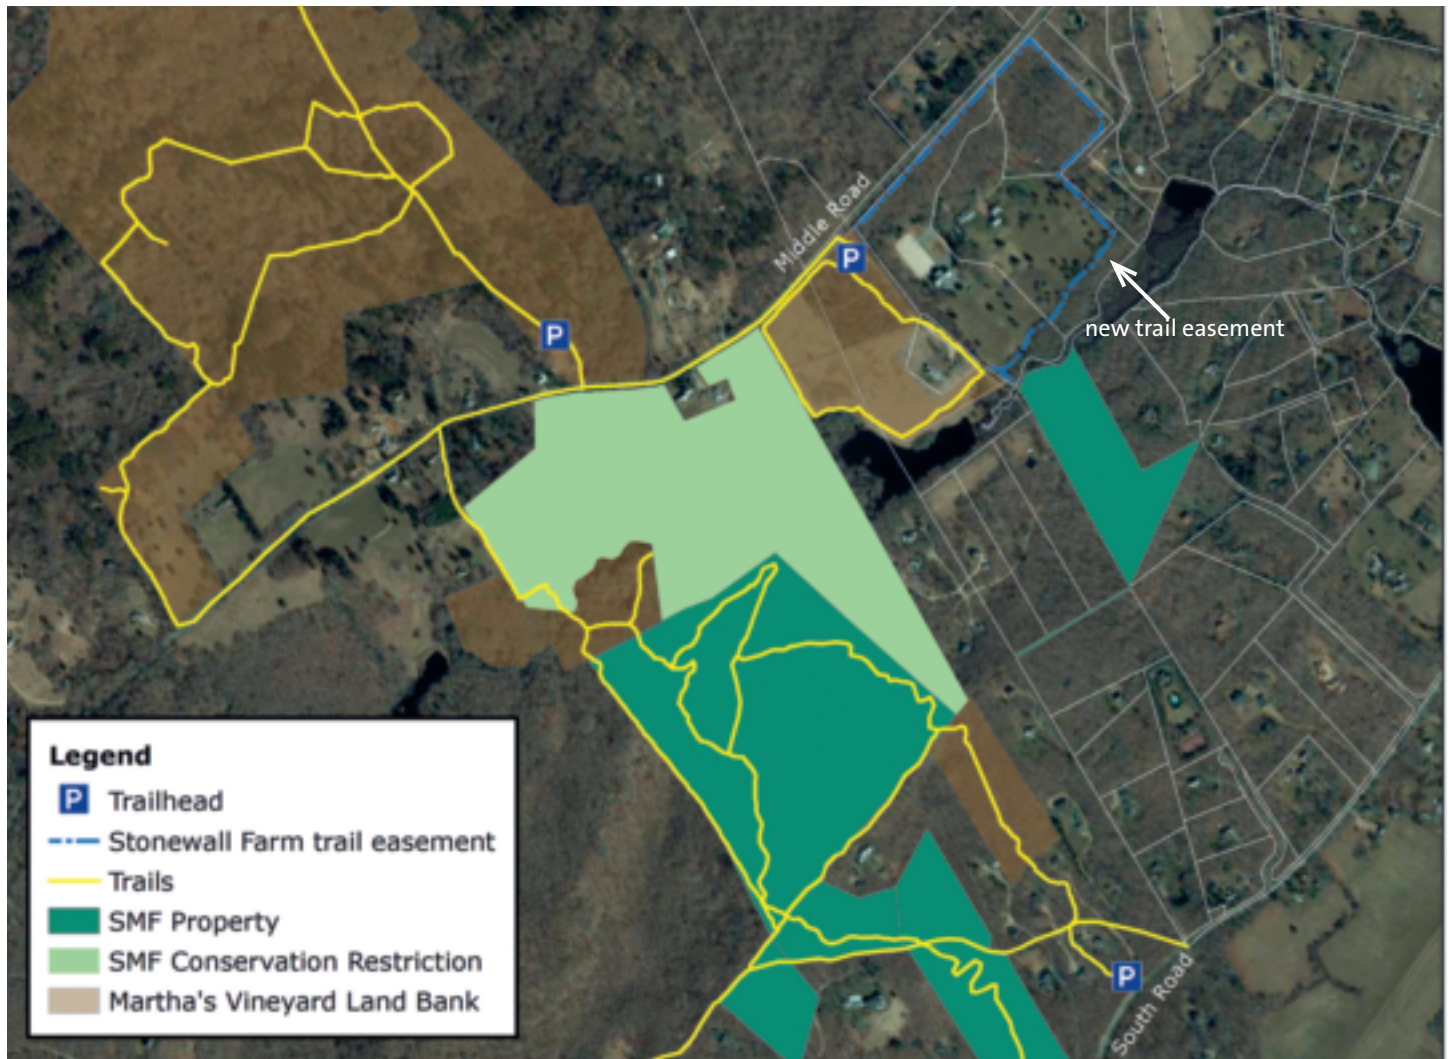 Middle Road
P
P
new trail easement
Legend
P Trailhead
Stonewall Farm trail easement
Trails
SMF Property
SMF Conservation Restriction
Martha's Vineyard Land Bank
P
South Road